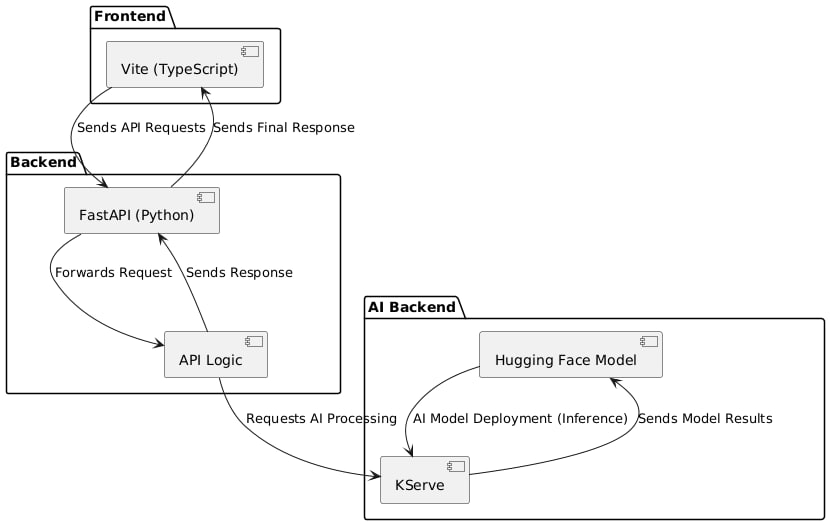 Frontend
Vite (TypeScript)
Sends API Requests
Sends Final Response
Backend
FastAPI (Python)
Forwards Request
Sends Response
API Logic
AI Backend
Hugging Face Model
Requests AI Processing
AI Model Deployment (Inference)
Sends Model Results
KServe